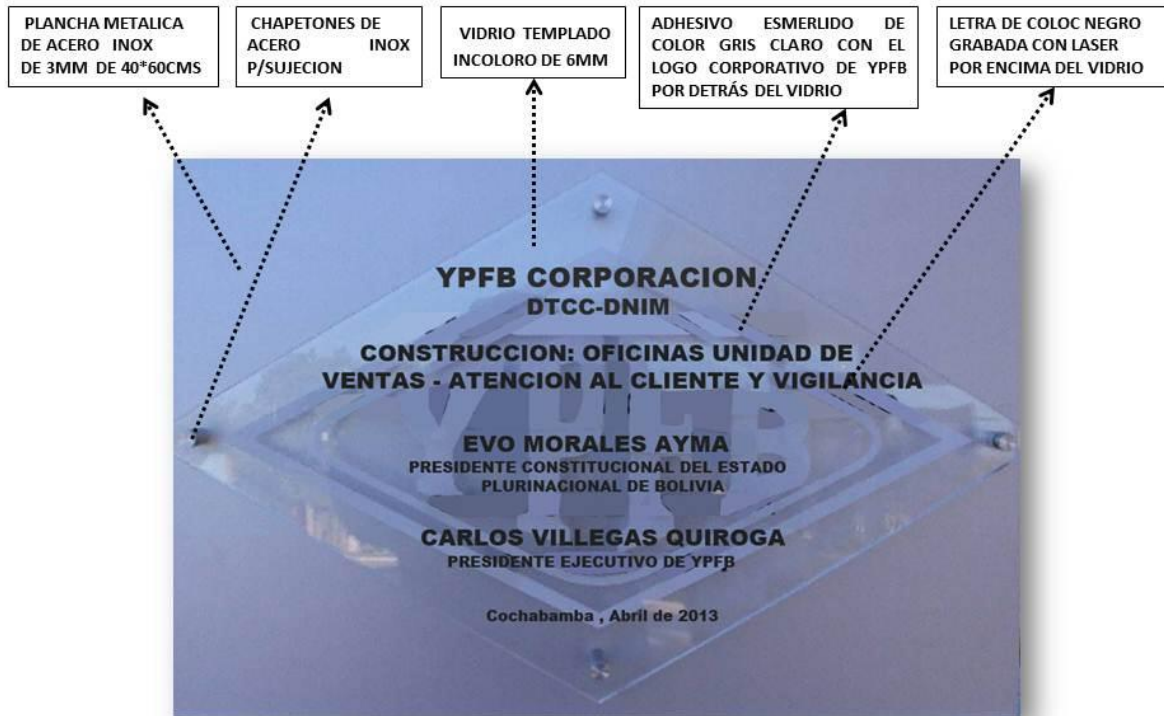 PLANCHA METALICA
DE ACERO INOX
DE 3MM DE 40*60CMS
CHAPETONES DE
ACERO INOX
P/SUJECION
VIDRIO TEMPLADO
INCOLORO DE 6MM
ADHESIVO ESMERLIDO DE
COLOR GRIS CLARO CON EL
LOGO CORPORATIVO DE YPFB
POR DETRÁS DEL VIDRIO
LETRA DE COLOC NEGRO
GRABADA CON LASER
POR ENCIMA DEL VIDRIO
YPFB CORPORACION
DTCC-DNIM
CONSTRUCCION: OFICINAS UNIDAD DE
VENTAS - ATENCION AL CLIENTE Y VIGILANCIA
YPFB
EVO MORALES AYMA
PRESIDENTE CONSTITUCIONAL DEL ESTADO
PLURINACIONAL DE BOLIVIA
CARLOS VILLEGAS QUIROGA
PRESIDENTE EJECUTIVO DE YPFB
Cochabamba , Abril de 2013